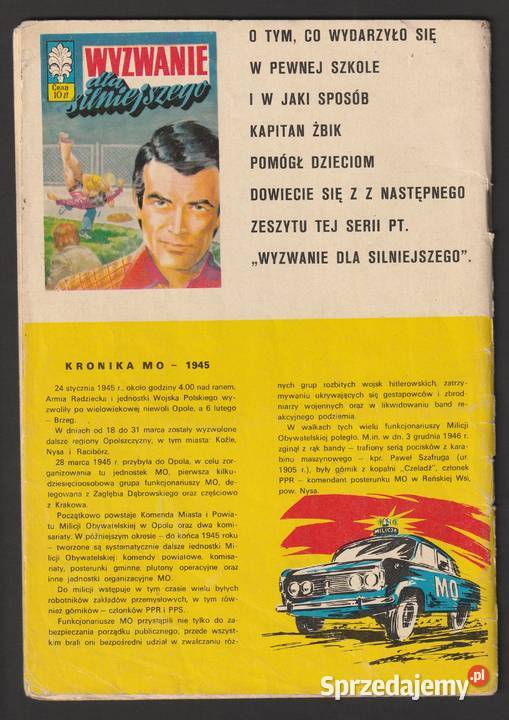 WYZWANIE
dla
silniejszego
Cena
10 zł
O TYM, CO WYDARZYŁO SIĘ
W PEWNEJ SZKOLE
I W JAKI SPOSÓB
KAPITAN ŻBIK
POMÓGŁ DZIECIOM
DOWIECIE SIĘ Z Z NASTĘPNEGO
ZESZYTU TEJ SERII PT.
„WYZWANIE DLA SILNIEJSZEGO”.
KRONIKA MO – 1945
24 stycznia 1945 r., około godziny 4.00 nad ranem,
Armia Radziecka i jednostki Wojska Polskiego wy-
zwoliły po wielowiekowej niewoli Opole, a 6 lutego
– Brzeg.
W dniach od 18 do 31 marca zostały wyzwolone
dalsze regiony Opolszczyzny, w tym miasta: Koźle,
Nysa i Racibórz.
28 marca 1945 r. przybyła do Opola, w celu zor-
ganizowania tu jednostek MO, pierwsza kilku-
dziesięcioosobowa grupa funkcjonariuszy MO, de-
legowana z Zagłębia Dąbrowskiego oraz częściowo
z Krakowa.
Początkowo powstaje Komenda Miasta i Powia-
tu Milicji Obywatelskiej w Opolu oraz dwa komi-
sariaty. W późniejszym okresie – do końca 1945 roku
– tworzone są systematycznie dalsze jednostki Mi-
licji Obywatelskiej komendy powiatowe, komisa-
riaty, posterunki gminne, plutony operacyjne oraz
inne jednostki organizacyjne MO.
Do milicji wstępuje w tym czasie wielu byłych
robotników zakładów przemysłowych, w tym rów-
nież górników – członków PPR i PPS.
Funkcjonariusze MO przystąpili nie tylko do za-
bezpieczania porządku publicznego, przede wszyst-
kim brali oni bezpośredni udział w zwalczaniu róż-
nych grup rozbitych wojsk hitlerowskich, zatrzy-
mywaniu ukrywających się gestapowców i zbrod-
niarzy wojennych oraz w likwidowaniu band re-
akcyjnego podziemia.
W walkach tych wielu funkcjonariuszy Milicji
Obywatelskiej poległo. M.in. w dn. 3 grudnia 1946 r.
zginął z rąk bandy – trafiony serią pocisków z kara-
binu maszynowego – kpr. Paweł Szafruga (ur.
1905 r.), były górnik z kopalni „Czeladź”, członek
PPR – komendant posterunku MO w Reńskiej Wsi,
pow. Nysa.
MILICJA
MO
Sprzedajemy.pl